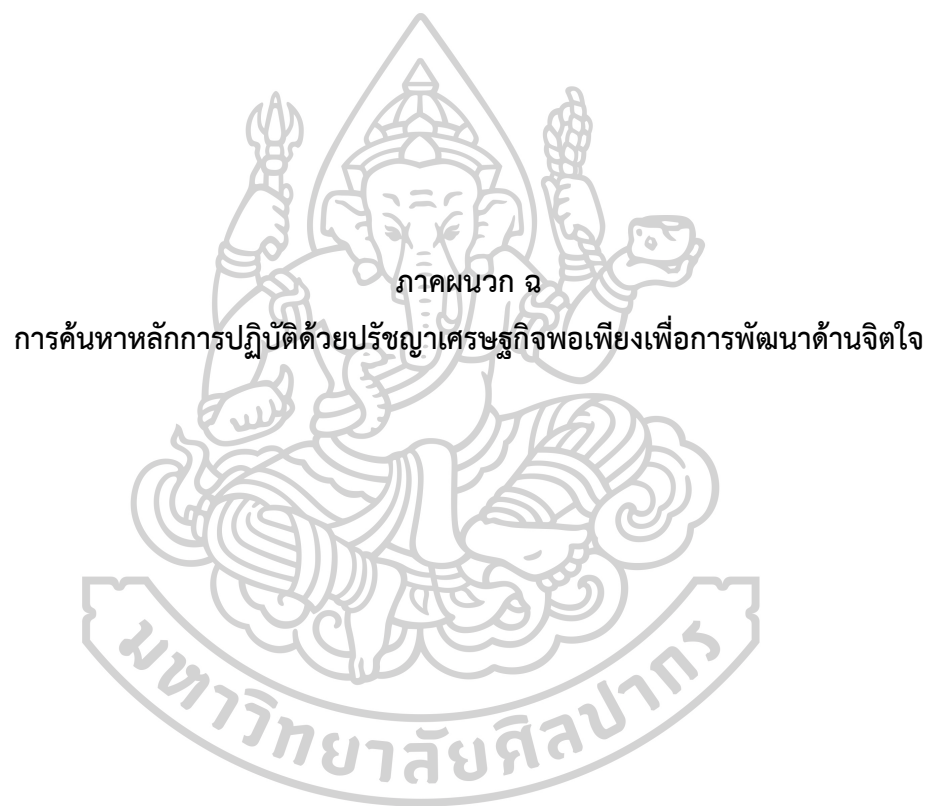 ภาคผนวก ฉ
การค้นหาหลักการปฏิบัติด้วยปรัชญาเศรษฐกิจพอเพียงเพื่อการพัฒนาด้านจิตใจ
มหาวิทยาลัยศิลปากร